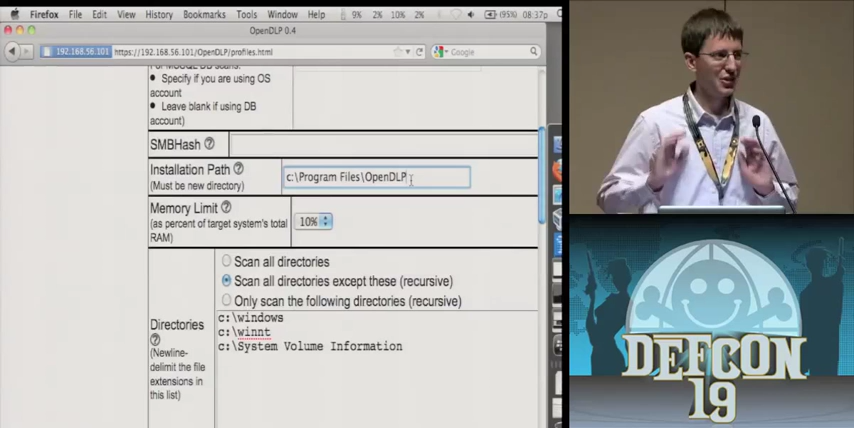 Firefox File Edit View History Bookmarks Tools Window Help 9% 2% 10% 2% (95%) 08:37p
OpenDLP 0.4
192.168.56.101 https://192.168.56.101/OpenDLP/profiles.html Google
• Specify if you are using OS
account
• Leave blank if using DB
account)
SMBHash ?
Installation Path ?
(Must be new directory)
c:\Program Files\OpenDLP
Memory Limit ?
(as percent of target system's total
RAM)
10%
Scan all directories
Scan all directories except these (recursive)
Only scan the following directories (recursive)
Directories
?
(Newline-
delimit the file
extensions in
this list)
c:\windows
c:\winnt
c:\System Volume Information
DEFCON
19